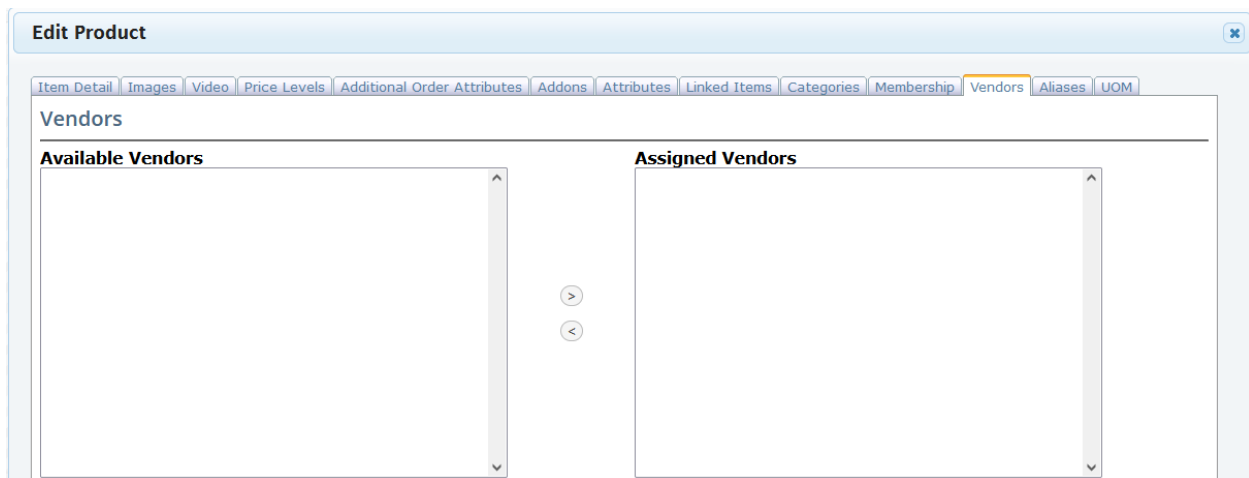 Edit Product
Item Detail Images Video Price Levels Additional Order Attributes Addons Attributes Linked Items Categories Membership Vendors Aliases UOM
Vendors
Available Vendors Assigned Vendors
>
<